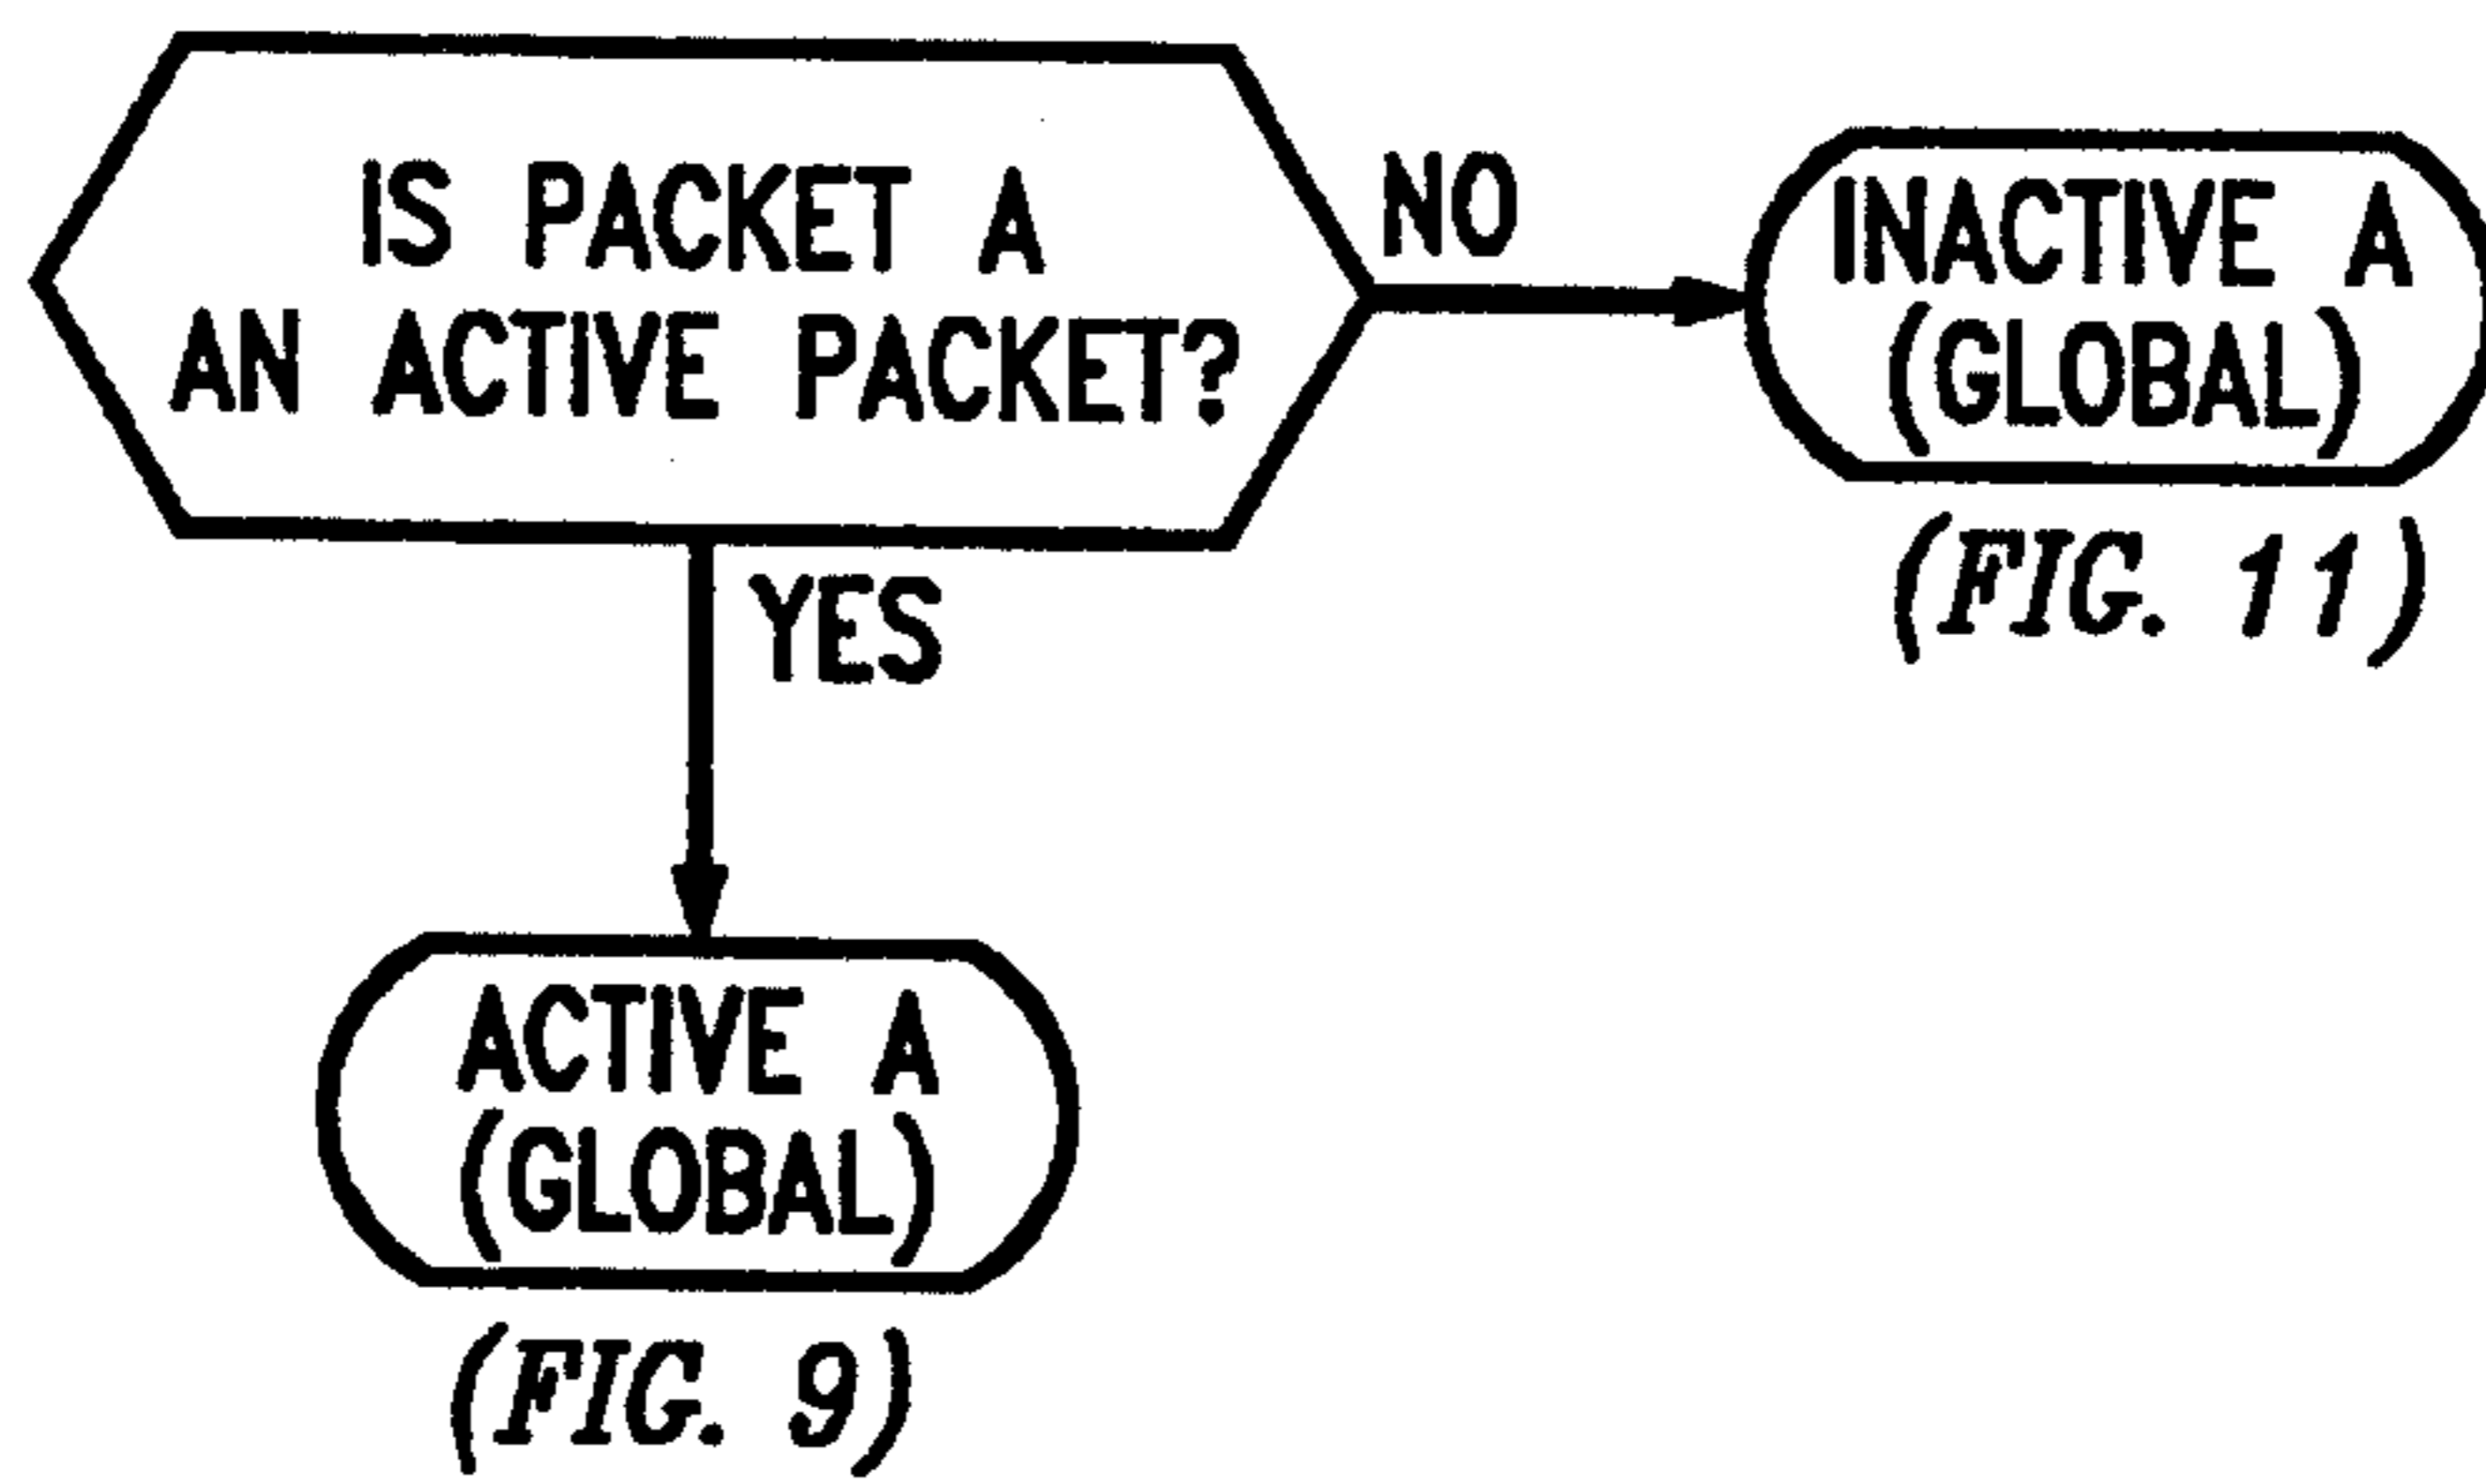 IS PACKET A
AN ACTIVE PACKET?
NO
INACTIVE A
(GLOBAL)
(FIG. 11)
YES
ACTIVE A
(GLOBAL)
(FIG. 9)